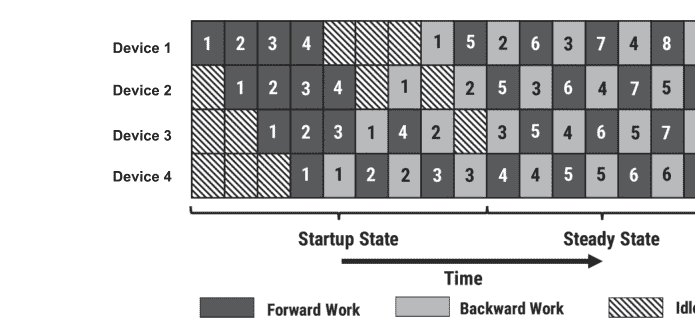 Device 1 1 2 3 4 1 5 2 6 3 7 4 8
Device 2 1 2 3 4 1 2 5 3 6 4 7 5
Device 3 1 2 3 1 4 2 3 5 4 6 5 7
Device 4 1 1 2 2 3 3 4 4 5 5 6 6
Startup State Steady State
Time
Forward Work Backward Work Idl